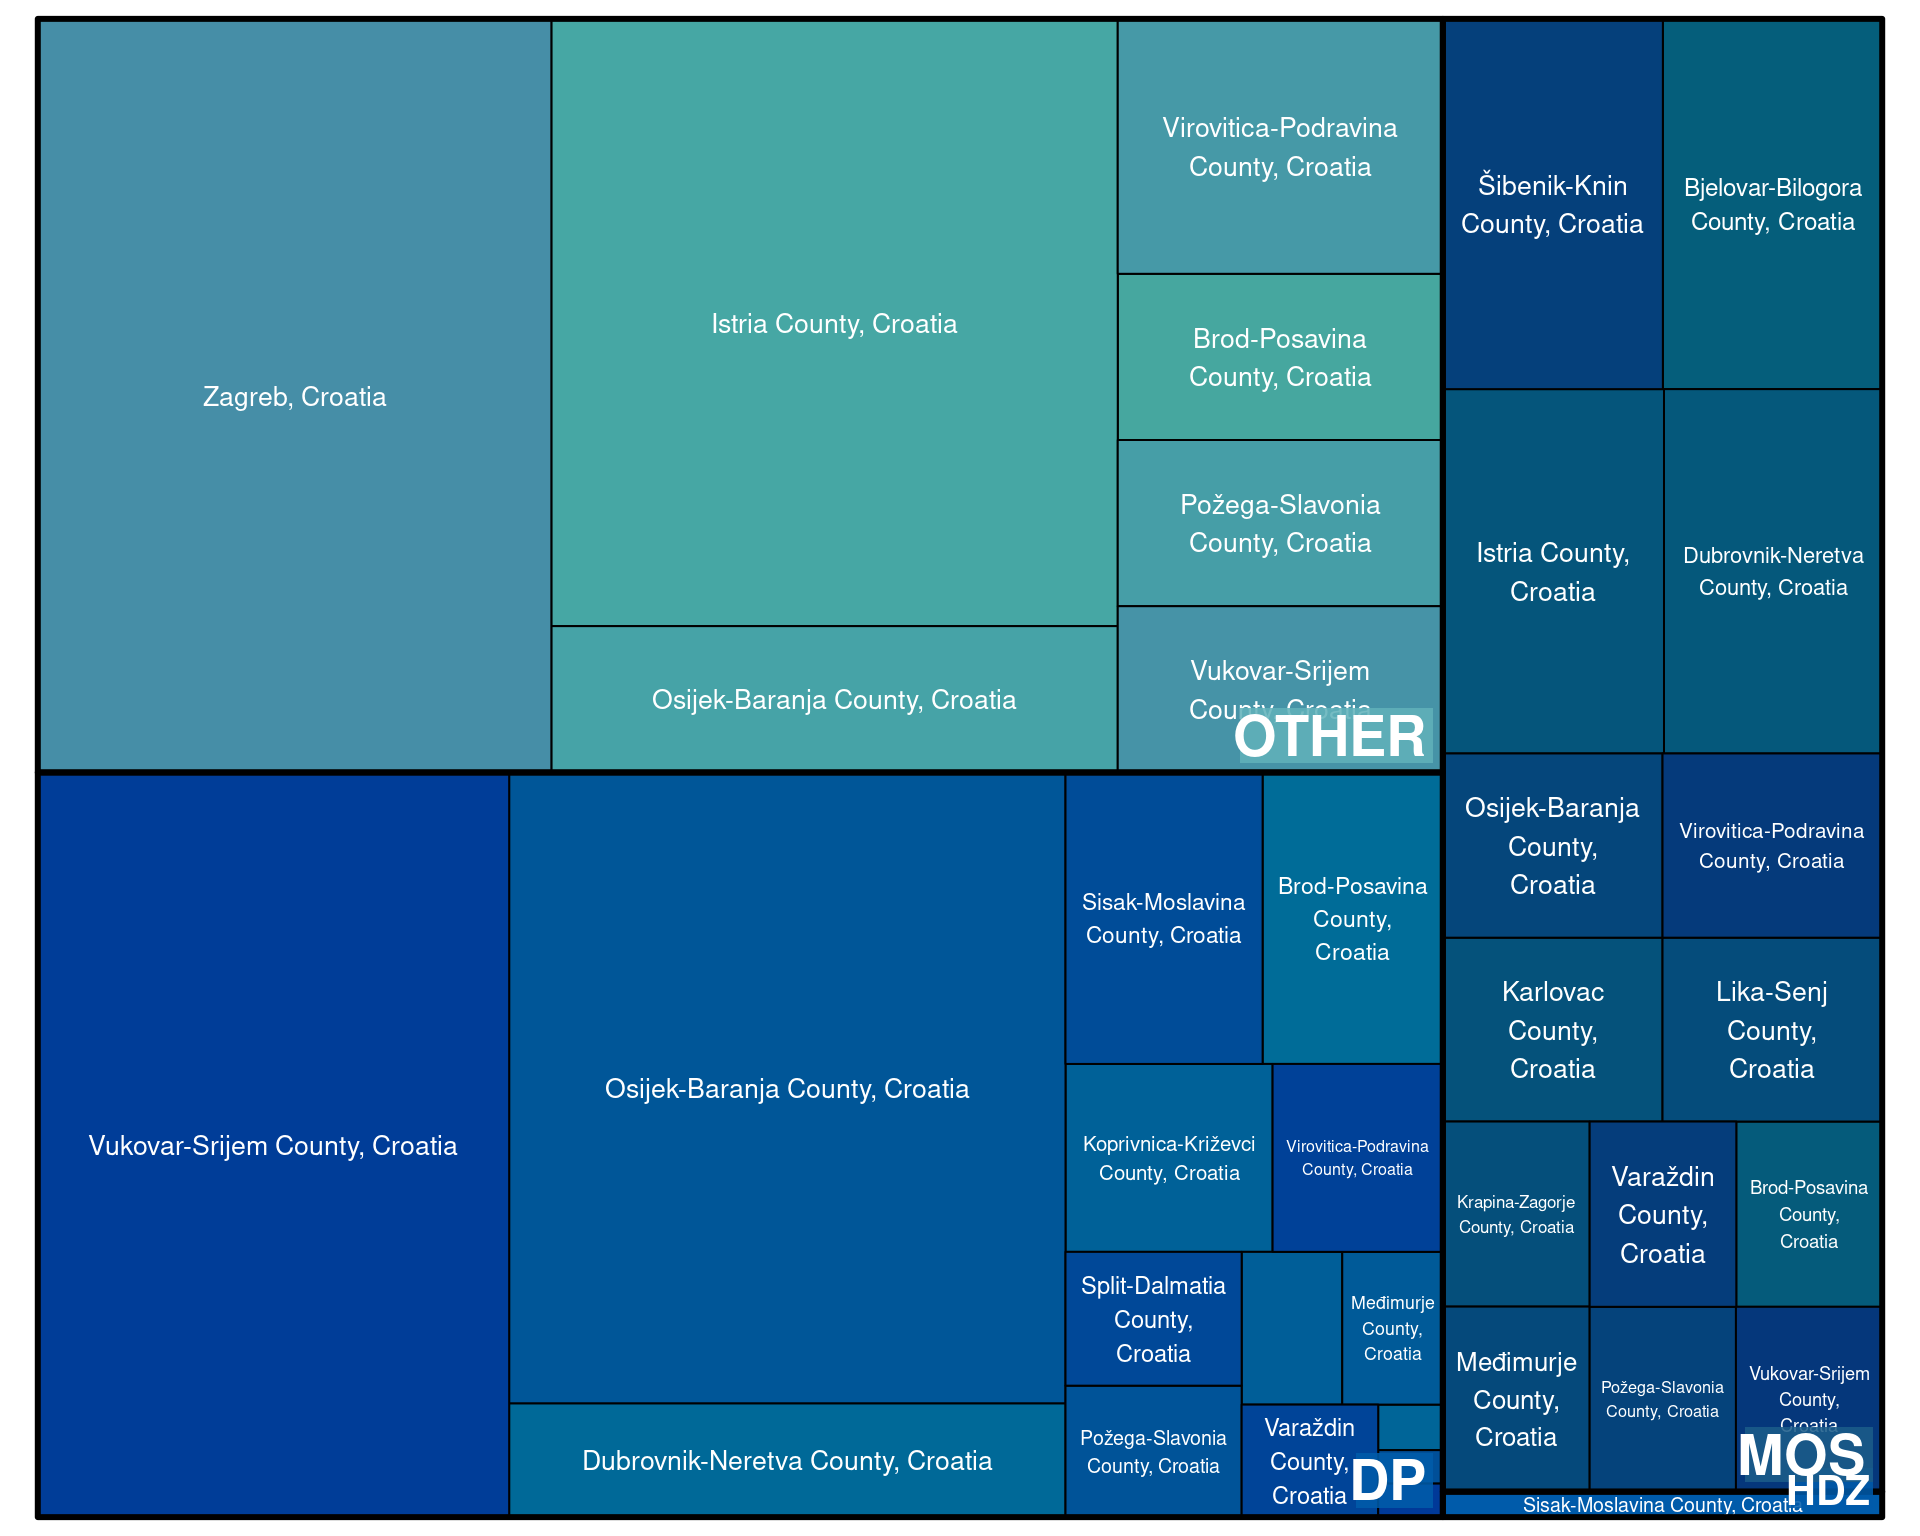 Zagreb, Croatia
Istria County, Croatia
Osijek-Baranja County, Croatia
Virovitica-Podravina
County, Croatia
Brod-Posavina
County, Croatia
Požega-Slavonia
County, Croatia
Vukovar-Srijem
County, Croatia
OTHER
Vukovar-Srijem County, Croatia
Osijek-Baranja County, Croatia
Dubrovnik-Neretva County, Croatia
Sisak-Moslavina
County, Croatia
Brod-Posavina
County,
Croatia
Koprivnica-Križevci
County, Croatia
Virovitica-Podravina
County, Croatia
Split-Dalmatia
County,
Croatia
Međimurje
County,
Croatia
Požega-Slavonia
County, Croatia
Varaždin
County,
Croatia
DP
Šibenik-Knin
County, Croatia
Bjelovar-Bilogora
County, Croatia
Istria County,
Croatia
Dubrovnik-Neretva
County, Croatia
Osijek-Baranja
County,
Croatia
Virovitica-Podravina
County, Croatia
Karlovac
County,
Croatia
Lika-Senj
County,
Croatia
Krapina-Zagorje
County, Croatia
Varaždin
County,
Croatia
Brod-Posavina
County,
Croatia
Međimurje
County,
Croatia
Požega-Slavonia
County, Croatia
Vukovar-Srijem
County,
Croatia
MOS
HDZ
Sisak-Moslavina County, Croatia